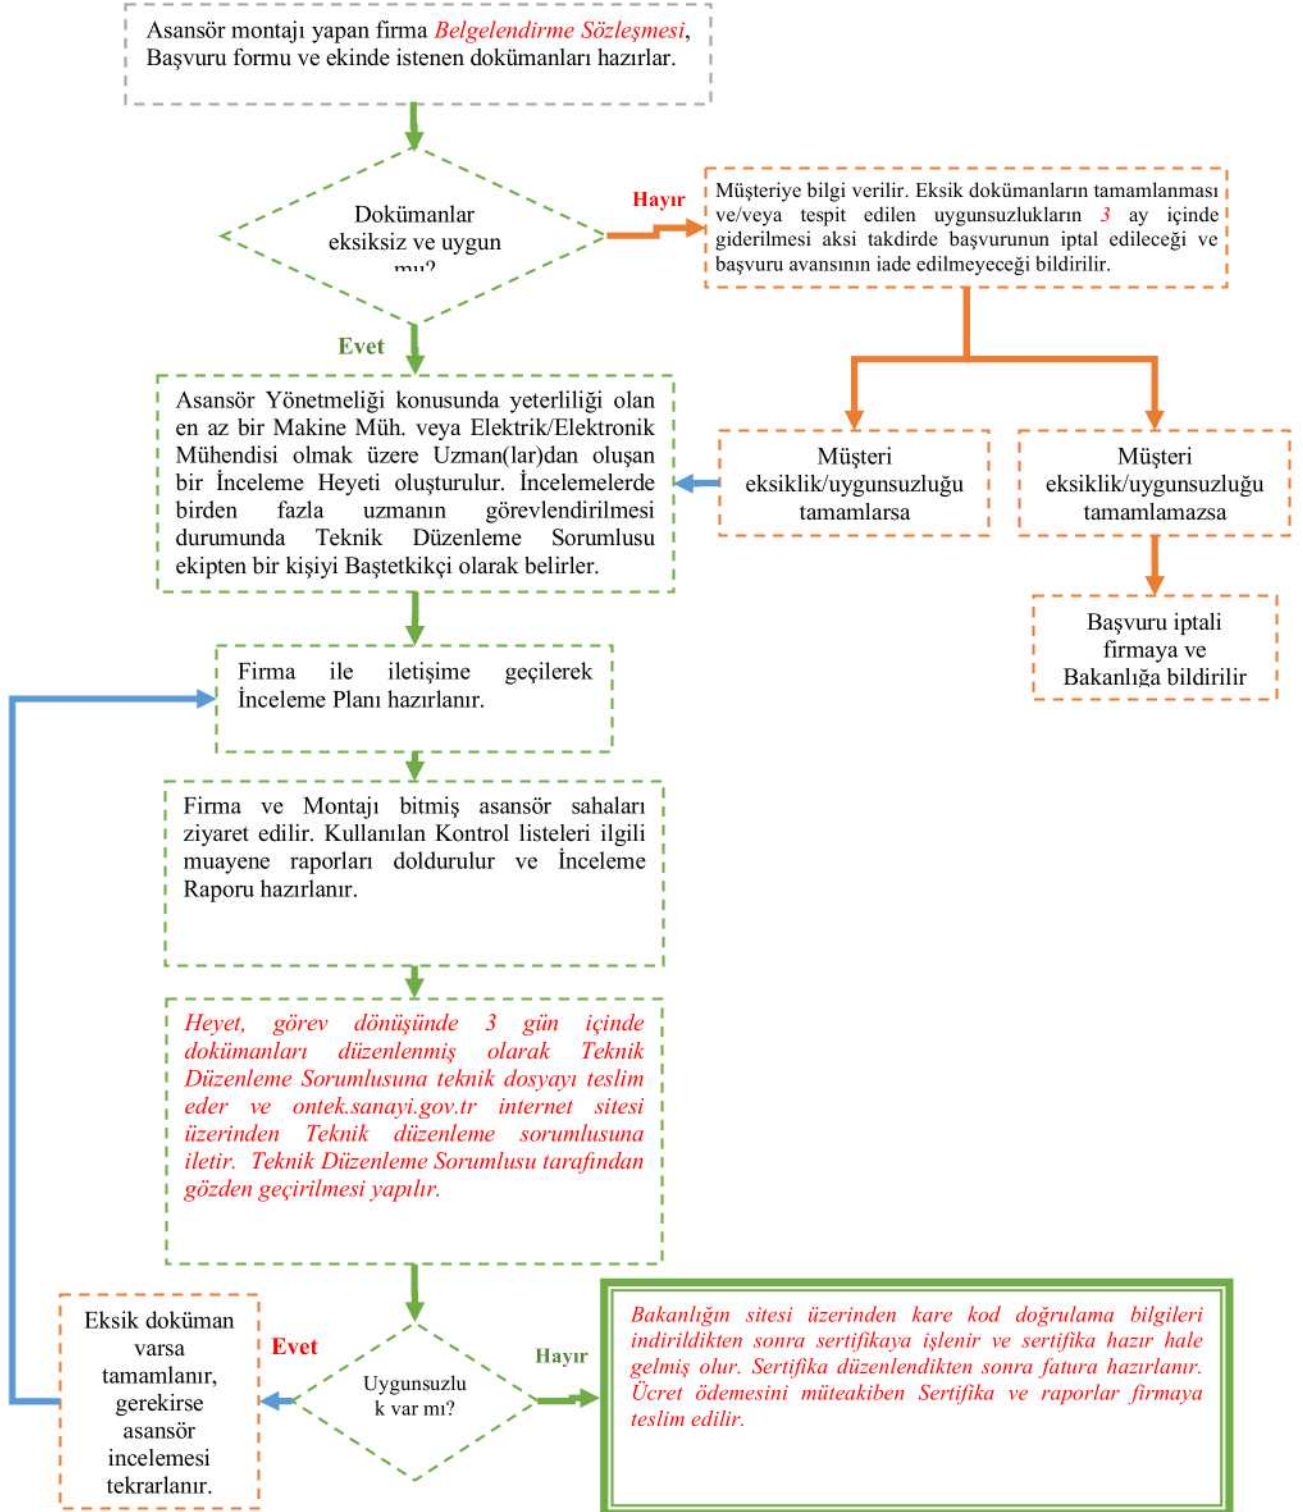 Asansör montajı yapan firma Belgelendirme Sözleşmesi,
Başvuru formu ve ekinde istenen dokümanları hazırlar.
Dokümanlar
eksiksiz ve uygun
mu?
Hayır
Müşteriye bilgi verilir. Eksik dokümanların tamamlanması
ve/veya tespit edilen uygunsuzlukların 3 ay içinde
giderilmesi aksi takdirde başvurunun iptal edileceği ve
başvuru avansının iade edilmeyeceği bildirilir.
Evet
Asansör Yönetmeliği konusunda yeterliliği olan
en az bir Makine Müh. veya Elektrik/Elektronik
Mühendisi olmak üzere Uzman(lar)dan oluşan
bir İnceleme Heyeti oluşturulur. İncelemelerde
birden fazla uzmanın görevlendirilmesi
durumunda Teknik Düzenleme Sorumlusu
ekipten bir kişiyi Baştetkikçi olarak belirler.
Müşteri
eksiklik/uygunsuzluğu
tamamlarsa
Müşteri
eksiklik/uygunsuzluğu
tamamlamazsa
Başvuru iptali
firmaya ve
Bakanlığa bildirilir
Firma ile iletişime geçilerek
İnceleme Planı hazırlanır.
Firma ve Montajı bitmiş asansör sahaları
ziyaret edilir. Kullanılan Kontrol listeleri ilgili
muayene raporları doldurulur ve İnceleme
Raporu hazırlanır.
Heyet, görev dönüşünde 3 gün içinde
dokümanları düzenlenmiş olarak Teknik
Düzenleme Sorumlusuna teknik dosyayı teslim
eder ve ontek.sanayi.gov.tr internet sitesi
üzerinden Teknik düzenleme sorumlusuna
iletir. Teknik Düzenleme Sorumlusu tarafından
gözden geçirilmesi yapılır.
Eksik doküman
varsa
tamamlanır,
gerekirse
asansör
incelemesi
tekrarlanır.
Evet
Uygunsuzlu
k var mı?
Hayır
Bakanlığın sitesi üzerinden kare kod doğrulama bilgileri
indirildikten sonra sertifikaya işlenir ve sertifika hazır hale
gelmiş olur. Sertifika düzenlendikten sonra fatura hazırlanır.
Ücret ödemesini müteakiben Sertifika ve raporlar firmaya
teslim edilir.